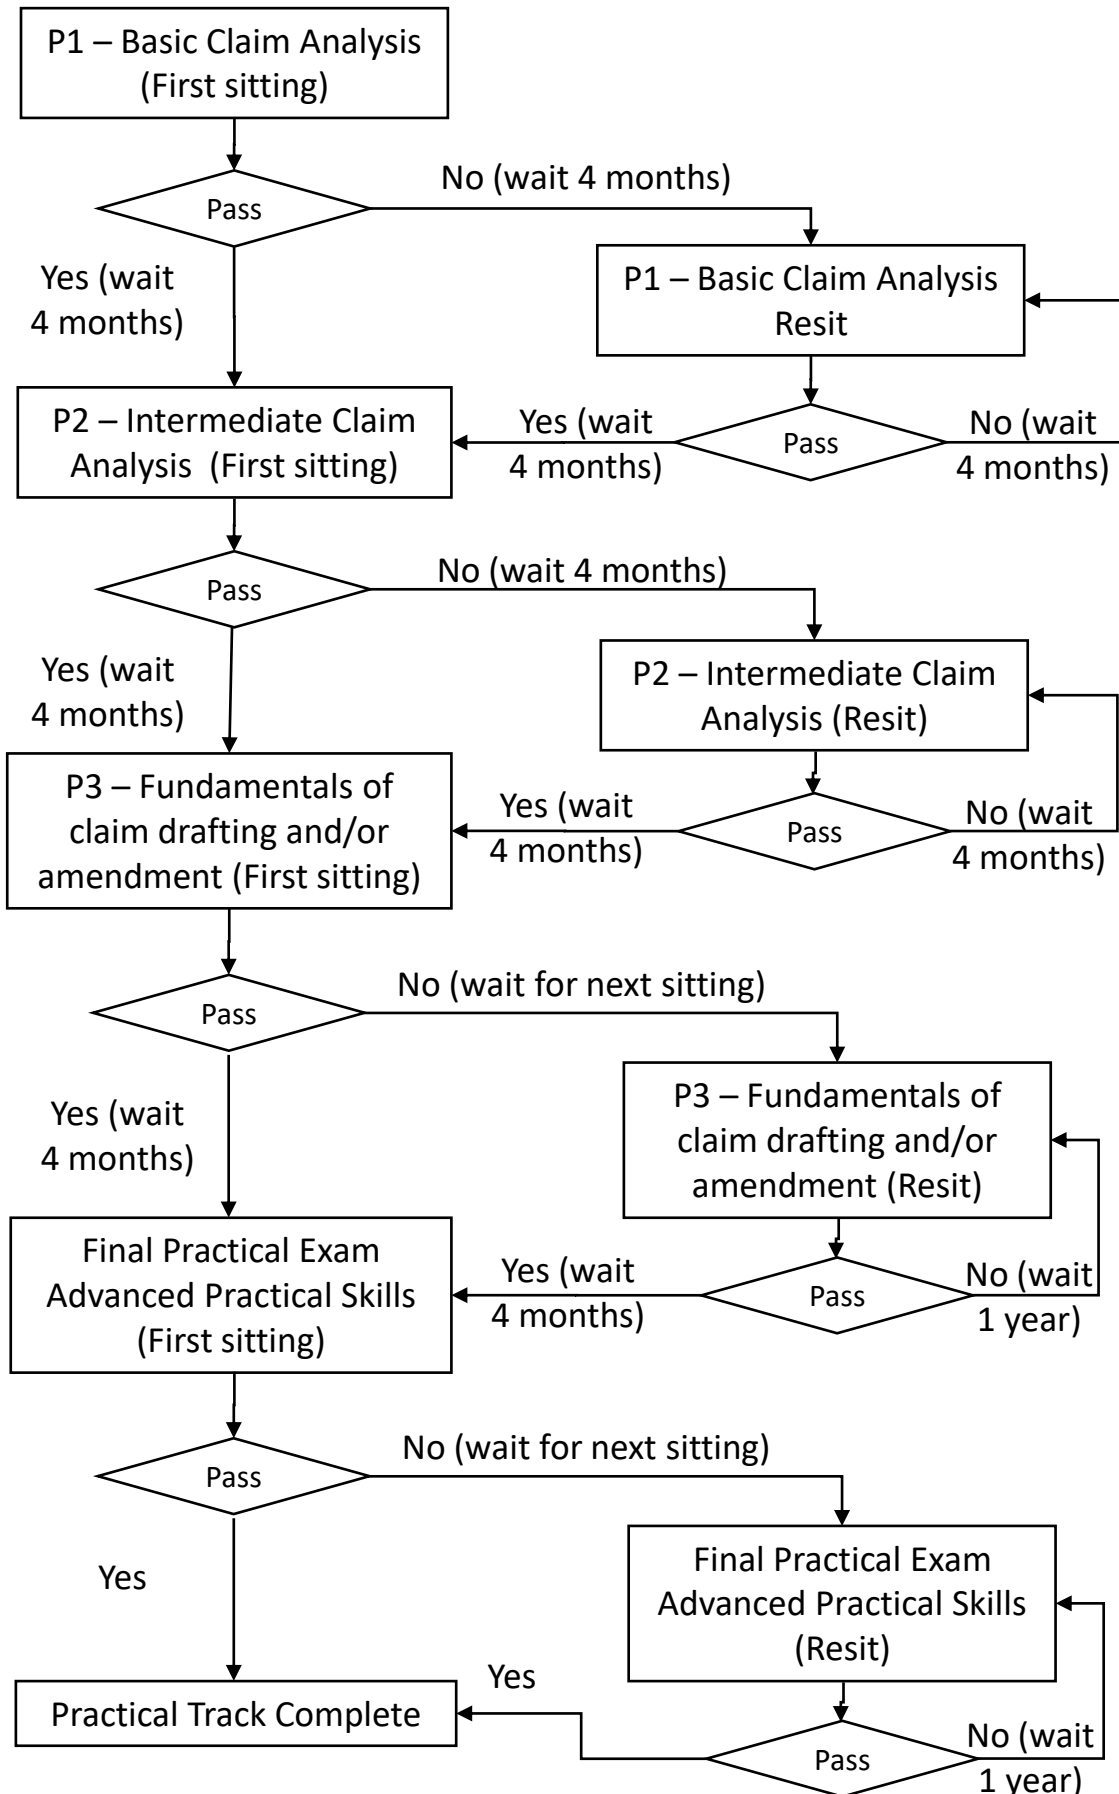 P1 – Basic Claim Analysis
(First sitting)
No (wait 4 months)
Pass
Yes (wait
4 months)
P1 – Basic Claim Analysis
Resit
P2 – Intermediate Claim
Analysis  (First sitting)
Yes (wait
4 months)
Pass
No (wait
4 months)
No (wait 4 months)
Pass
Yes (wait
4 months)
P2 – Intermediate Claim
Analysis (Resit)
P3 – Fundamentals of
claim drafting and/or
amendment (First sitting)
Yes (wait
4 months)
Pass
No (wait
4 months)
No (wait for next sitting)
Pass
Yes (wait
4 months)
P3 – Fundamentals of
claim drafting and/or
amendment (Resit)
Final Practical Exam
Advanced Practical Skills
(First sitting)
Yes (wait
4 months)
Pass
No (wait
1 year)
No (wait for next sitting)
Pass
Yes
Final Practical Exam
Advanced Practical Skills
(Resit)
Yes
Practical Track Complete
Pass
No (wait
1 year)